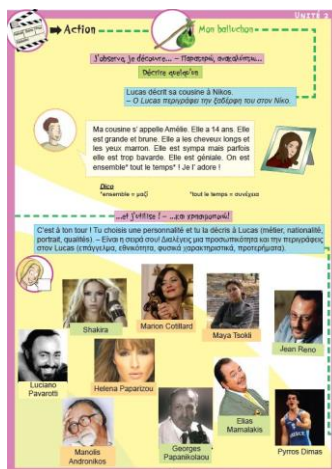 UNITÉ 2
Action
Mon balluchon
J'observe, je découvre... – Παρατηρώ, ανακαλύπτω...
Décrire quelqu'un
Lucas décrit sa cousine à Nikos.
– Ο Lucas περιγράφει την ξαδέρφη του στον Νίκο.
Ma cousine s' appelle Amélie. Elle a 14 ans. Elle
est grande et brune. Elle a les cheveux longs et
les yeux marron. Elle est sympa mais parfois
elle est trop bavarde. Elle est géniale. On est
ensemble* tout le temps* ! Je l' adore !
Dico
*ensemble = μαζί
*tout le temps = συνέχεια
...et j'utilise ! – ...και χρησιμοποιώ!
C'est à ton tour ! Tu choisis une personnalité et tu la décris à Lucas (métier, nationalité,
portrait, qualités). – Είναι η σειρά σου! Διαλέγεις μια προσωπικότητα και την περιγράφεις
στον Lucas (επάγγελμα, εθνικότητα, φυσικά χαρακτηριστικά, προτερήματα).
Shakira
Marion Cotillard
Maya Tsokli
Jean Reno
Luciano
Pavarotti
Helena Paparizou
Elias
Mamalakis
Manolis
Andronikos
Georges
Papanikolaou
Pyrros Dimas